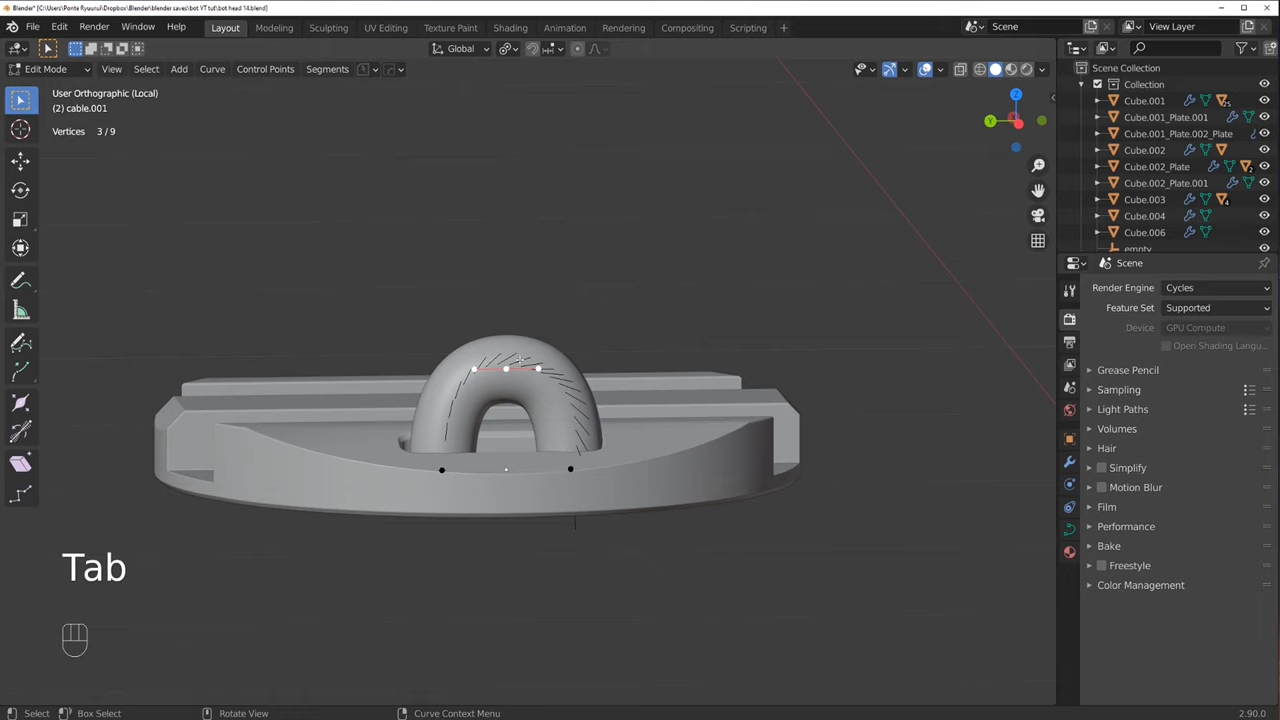 Blender* [C:\Users\Ponte Ryuurui\Dropbox\Blender\blender saves\bot YT tut\bot head 14.blend]
File Edit Render Window Help Layout Modeling Sculpting UV Editing Texture Paint Shading Animation Rendering Compositing Scripting + Scene View Layer
Global
Edit Mode View Select Add Curve Control Points Segments
User Orthographic (Local)
(2) cable.001
Vertices 3 / 9
Z
Y
Scene Collection
Collection
Cube.001 25
Cube.001_Plate.001
Cube.001_Plate.002_Plate
Cube.002
Cube.002_Plate 2
Cube.002_Plate.001
Cube.003 4
Cube.004
Cube.006
empty
Scene
Render Engine Cycles
Feature Set Supported
Device GPU Compute
Open Shading Langu...
Grease Pencil
Sampling
Light Paths
Volumes
Hair
Simplify
Motion Blur
Film
Performance
Bake
Freestyle
Color Management
Tab
Select Box Select Rotate View Curve Context Menu 2.90.0